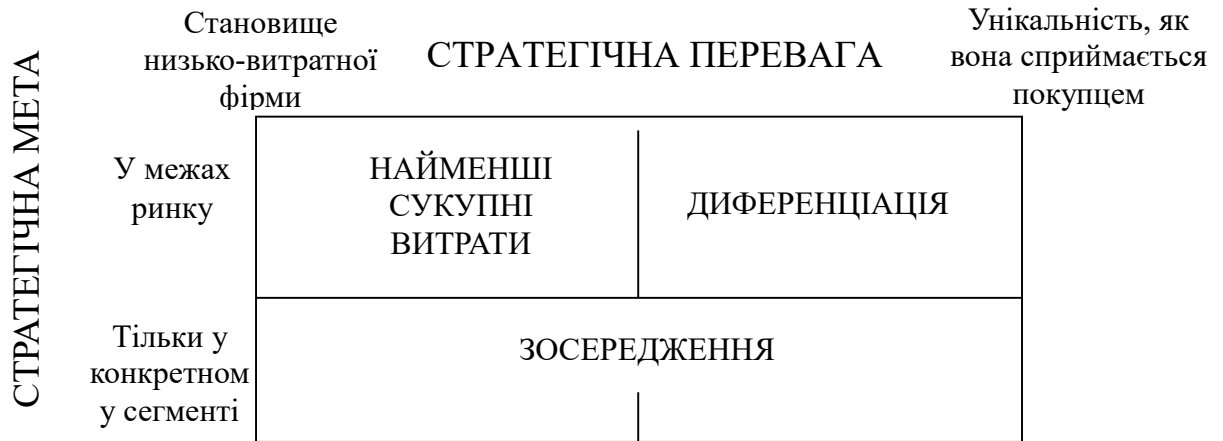 Становище
низько-витратної
фірми
СТРАТЕГІЧНА ПЕРЕВАГА
Унікальність, як
вона сприймається
покупцем
СТРАТЕГІЧНА МЕТА
У межах
ринку
НАЙМЕНШІ
СУКУПНІ
ВИТРАТИ
ДИФЕРЕНЦІАЦІЯ
Тільки у
конкретном
у сегменті
ЗОСЕРЕДЖЕННЯ